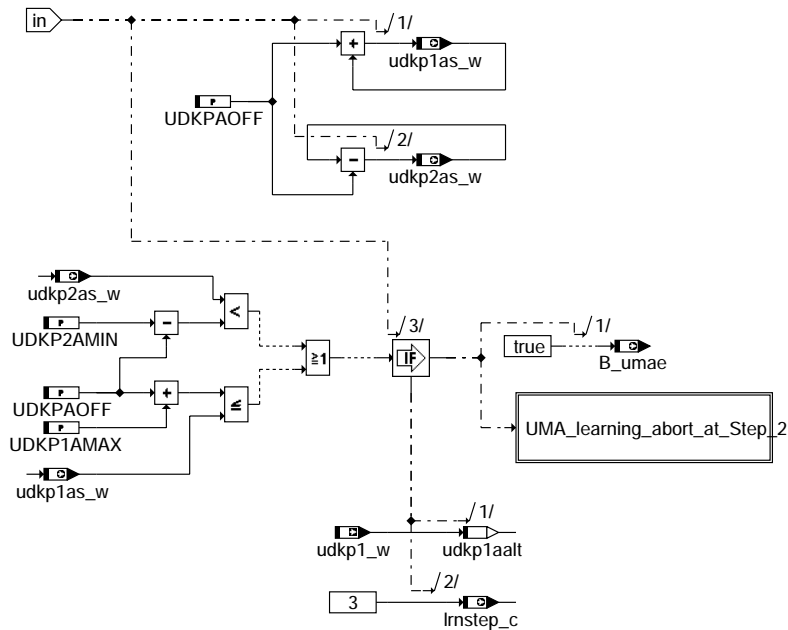 in
/1/
+
udkp1as_w
P
UDKPAOFF
/2/
-
udkp2as_w
udkp2as_w
<
P
UDKP2AMIN
-
/3/
/1/
true
B_umae
≥1
IF
P
UDKPAOFF
+
≤
P
UDKP1AMAX
udkp1as_w
UMA_learning_abort_at_Step_2
/1/
udkp1_w
udkp1aalt
/2/
3
lrnstep_c